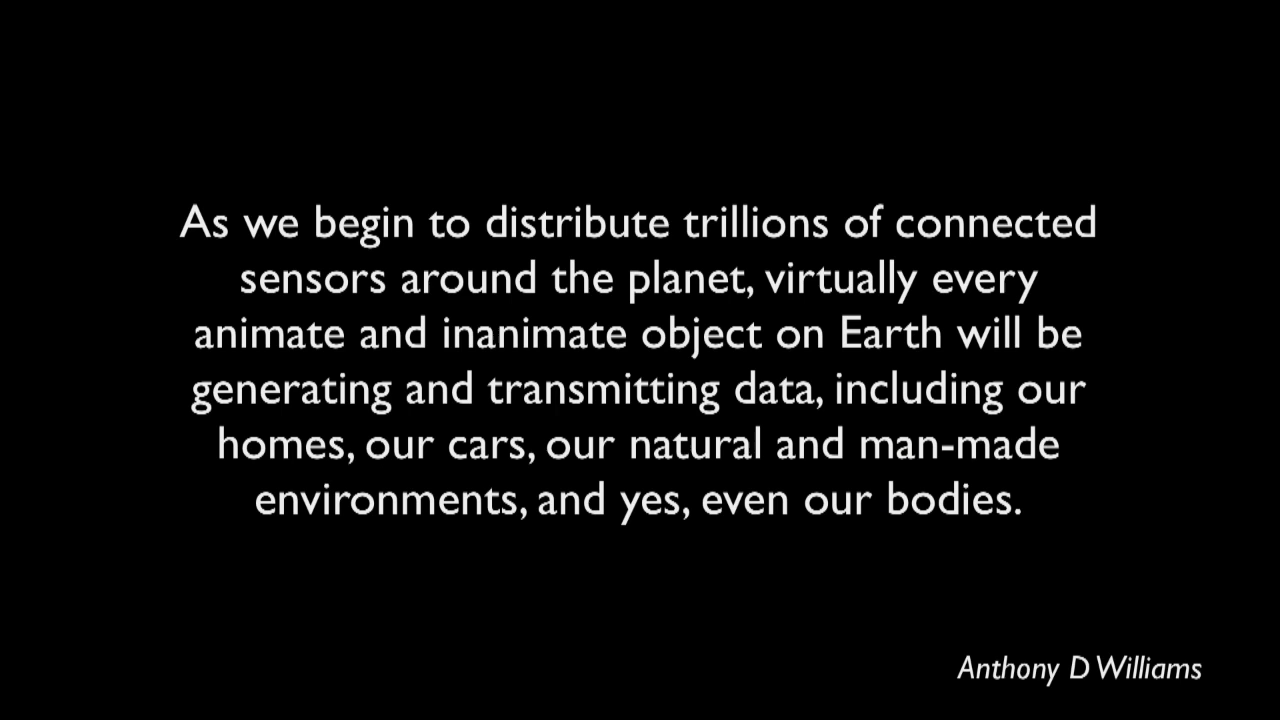 As we begin to distribute trillions of connected
sensors around the planet, virtually every
animate and inanimate object on Earth will be
generating and transmitting data, including our
homes, our cars, our natural and man-made
environments, and yes, even our bodies.
Anthony D Williams